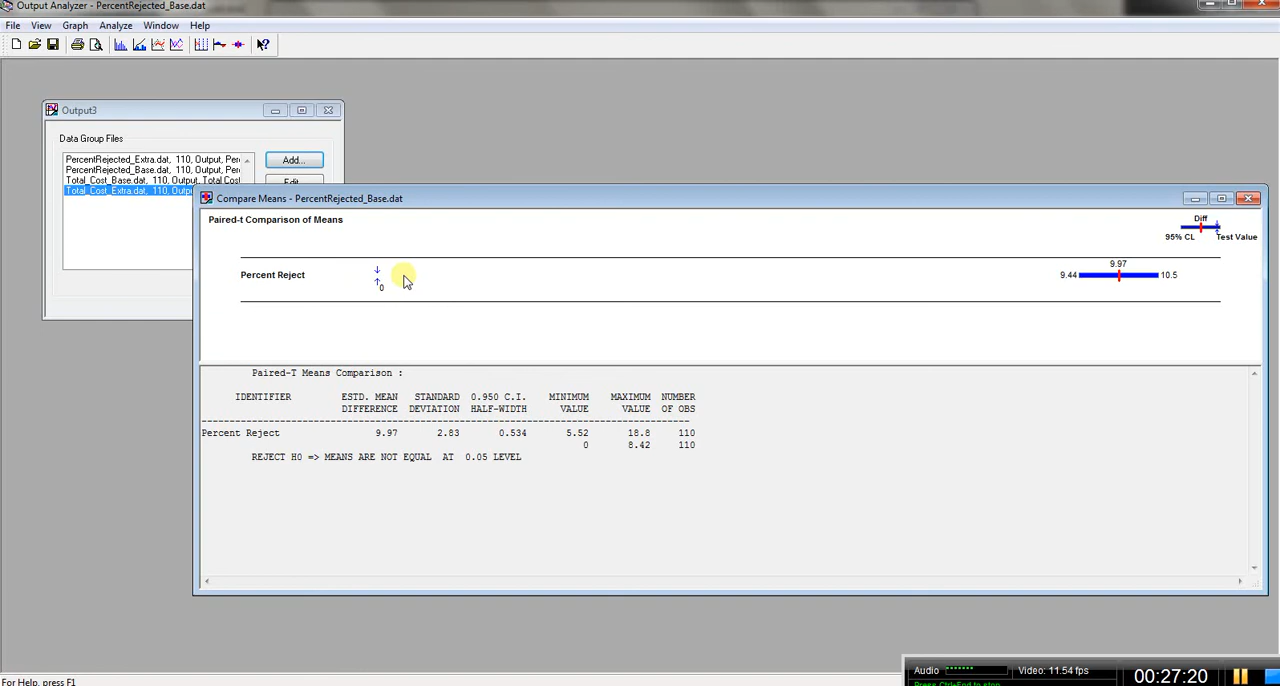 Output Analyzer - PercentRejected_Base.dat
File View Graph Analyze Window Help
Output3
Data Group Files
PercentRejected_Extra.dat, 110, Output, Per
PercentRejected_Base.dat, 110, Output, Per
Total_Cost_Base.dat, 110, Output, Total Cost
Total_Cost_Extra.dat, 110, Outpu
Add...
Edit
Compare Means - PercentRejected_Base.dat
Paired-t Comparison of Means
Diff
95% CL Test Value
Percent Reject
0
9.97
9.44 10.5
Paired-T Means Comparison :
IDENTIFIER ESTD. MEAN STANDARD 0.950 C.I. MINIMUM MAXIMUM NUMBER
DIFFERENCE DEVIATION HALF-WIDTH VALUE VALUE OF OBS
Percent Reject 9.97 2.83 0.534 5.52 18.8 110
0 8.42 110
REJECT H0 => MEANS ARE NOT EQUAL AT 0.05 LEVEL
Audio Video: 11.54 fps
Press Ctrl+End to stop
00:27:20
For Help, press F1